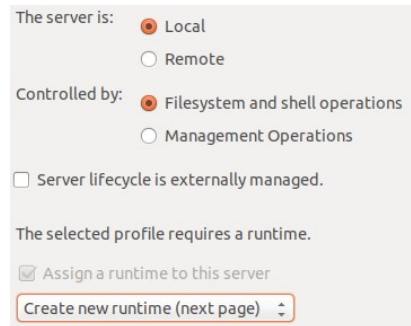 The server is: Local
Remote
Controlled by: Filesystem and shell operations
Management Operations
Server lifecycle is externally managed.
The selected profile requires a runtime.
Assign a runtime to this server
Create new runtime (next page)